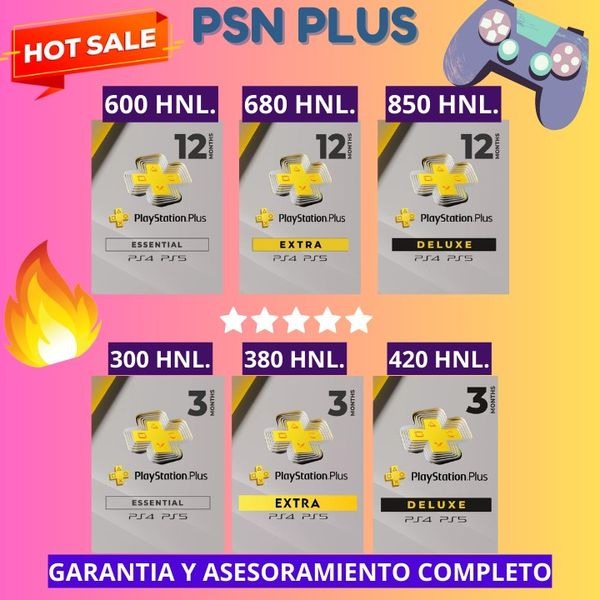 HOT SALE
PSN PLUS
600 HNL.
680 HNL.
850 HNL.
12 MONTHS
PlayStation.Plus
ESSENTIAL
PS4 PS5
12 MONTHS
PlayStation.Plus
EXTRA
PS4 PS5
12 MONTHS
PlayStation.Plus
DELUXE
PS4 PS5
300 HNL.
380 HNL.
420 HNL.
3 MONTHS
PlayStation.Plus
ESSENTIAL
PS4 PS5
3 MONTHS
PlayStation.Plus
EXTRA
PS4 PS5
3 MONTHS
PlayStation.Plus
DELUXE
PS4 PS5
GARANTIA Y ASESORAMIENTO COMPLETO